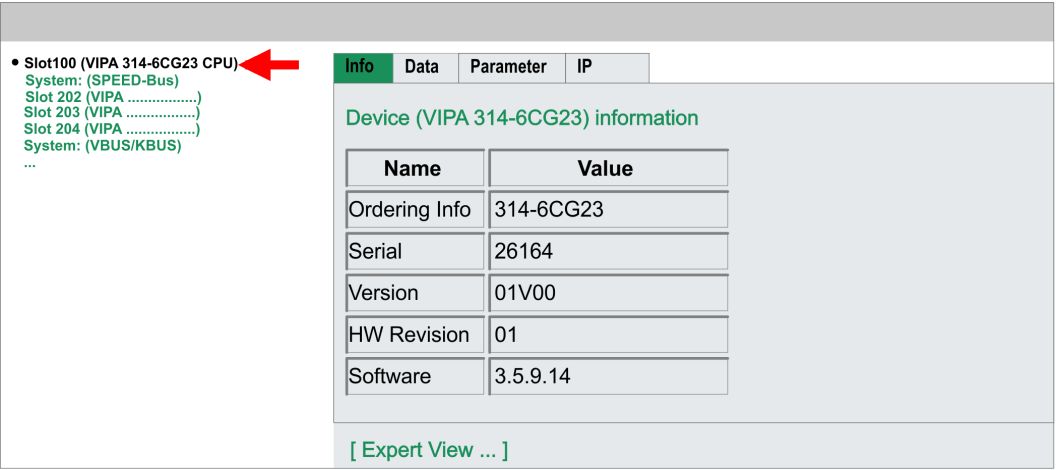 • Slot100 (VIPA 314-6CG23 CPU)
System: (SPEED-Bus)
Slot 202 (VIPA .................)
Slot 203 (VIPA .................)
Slot 204 (VIPA .................)
System: (VBUS/KBUS)
...
Info Data Parameter IP
Device (VIPA 314-6CG23) information
Name Value
Ordering Info 314-6CG23
Serial 26164
Version 01V00
HW Revision 01
Software 3.5.9.14
[ Expert View ... ]